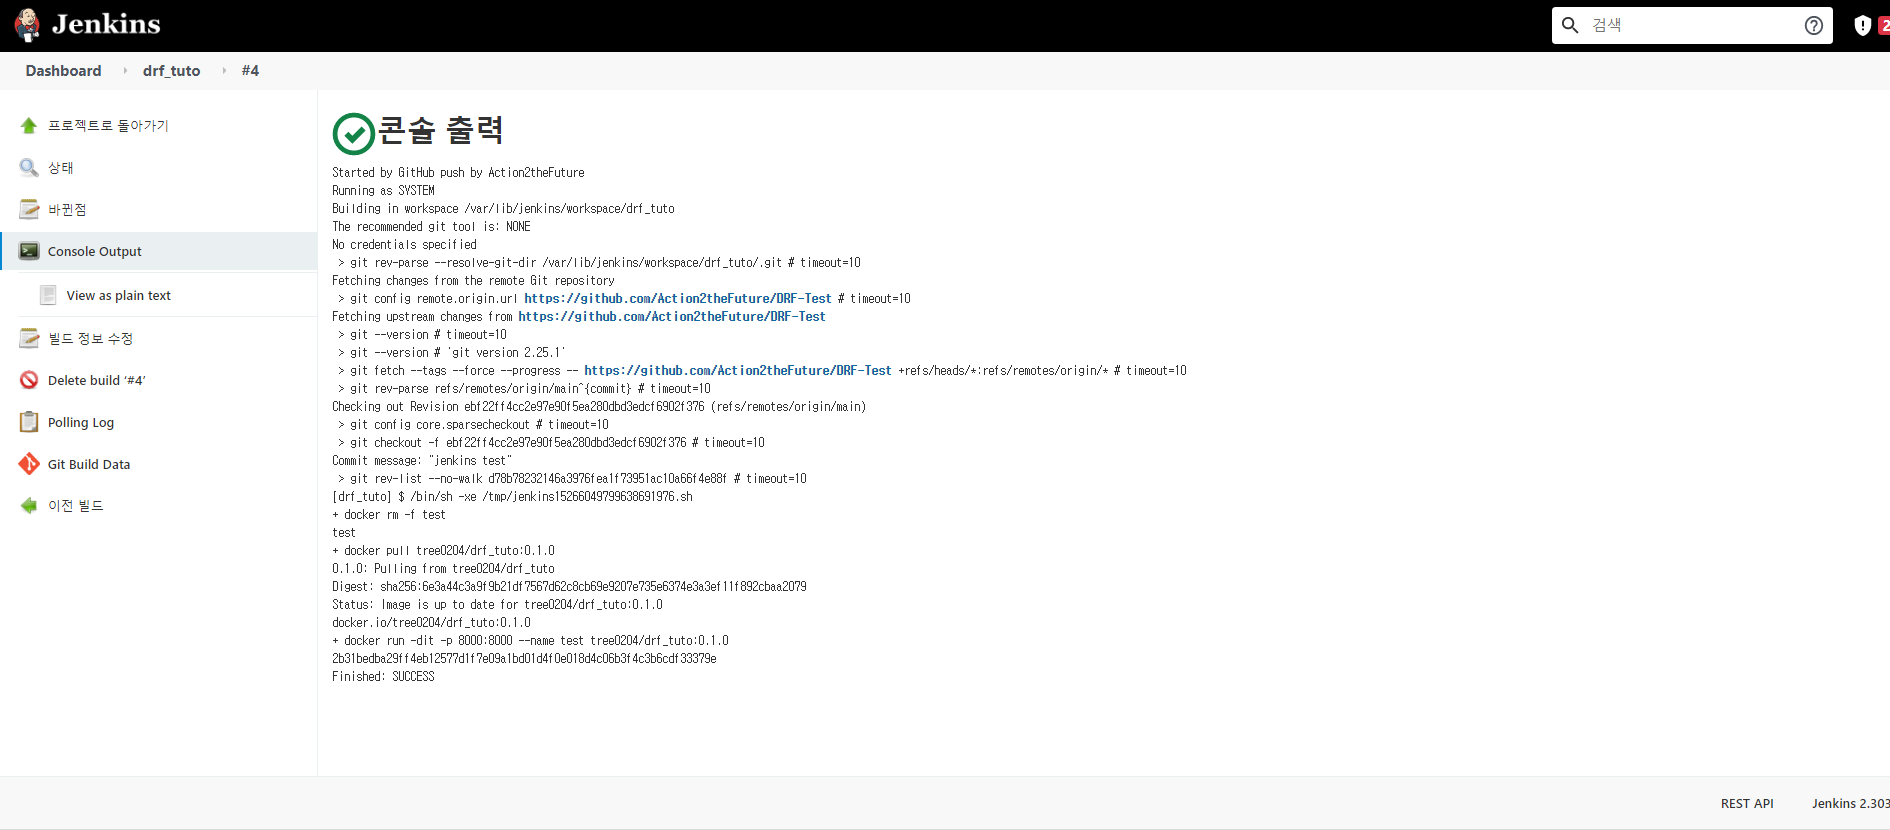 Jenkins
검색
2
Dashboard
drf_tuto
#4
프로젝트로 돌아가기
상태
바뀐점
Console Output
View as plain text
빌드 정보 수정
Delete build ‘#4’
Polling Log
Git Build Data
이전 빌드
콘솔 출력
Started by GitHub push by Action2theFuture
Running as SYSTEM
Building in workspace /var/lib/jenkins/workspace/drf_tuto
The recommended git tool is: NONE
No credentials specified
> git rev-parse --resolve-git-dir /var/lib/jenkins/workspace/drf_tuto/.git # timeout=10
Fetching changes from the remote Git repository
> git config remote.origin.url https://github.com/Action2theFuture/DRF-Test # timeout=10
Fetching upstream changes from https://github.com/Action2theFuture/DRF-Test
> git --version # timeout=10
> git --version # 'git version 2.25.1'
> git fetch --tags --force --progress -- https://github.com/Action2theFuture/DRF-Test +refs/heads/*:refs/remotes/origin/* # timeout=10
> git rev-parse refs/remotes/origin/main^{commit} # timeout=10
Checking out Revision ebf22ff4cc2e97e90f5ea280dbd3edcf6902f376 (refs/remotes/origin/main)
> git config core.sparsecheckout # timeout=10
> git checkout -f ebf22ff4cc2e97e90f5ea280dbd3edcf6902f376 # timeout=10
Commit message: "jenkins test"
> git rev-list --no-walk d78b78232146a3976fea1f73951ac10a66f4e88f # timeout=10
[drf_tuto] $ /bin/sh -xe /tmp/jenkins15266049799638691976.sh
+ docker rm -f test
test
+ docker pull tree0204/drf_tuto:0.1.0
0.1.0: Pulling from tree0204/drf_tuto
Digest: sha256:6e3a44c3a9f9b21df7567d62c8cb69e9207e735e6374e3a3ef11f892cbaa2079
Status: Image is up to date for tree0204/drf_tuto:0.1.0
docker.io/tree0204/drf_tuto:0.1.0
+ docker run -dit -p 8000:8000 --name test tree0204/drf_tuto:0.1.0
2b31bedba29ff4eb12577d1f7e09a1bd01d4f0e018d4c06b3f4c3b6cdf33379e
Finished: SUCCESS
REST API
Jenkins 2.303